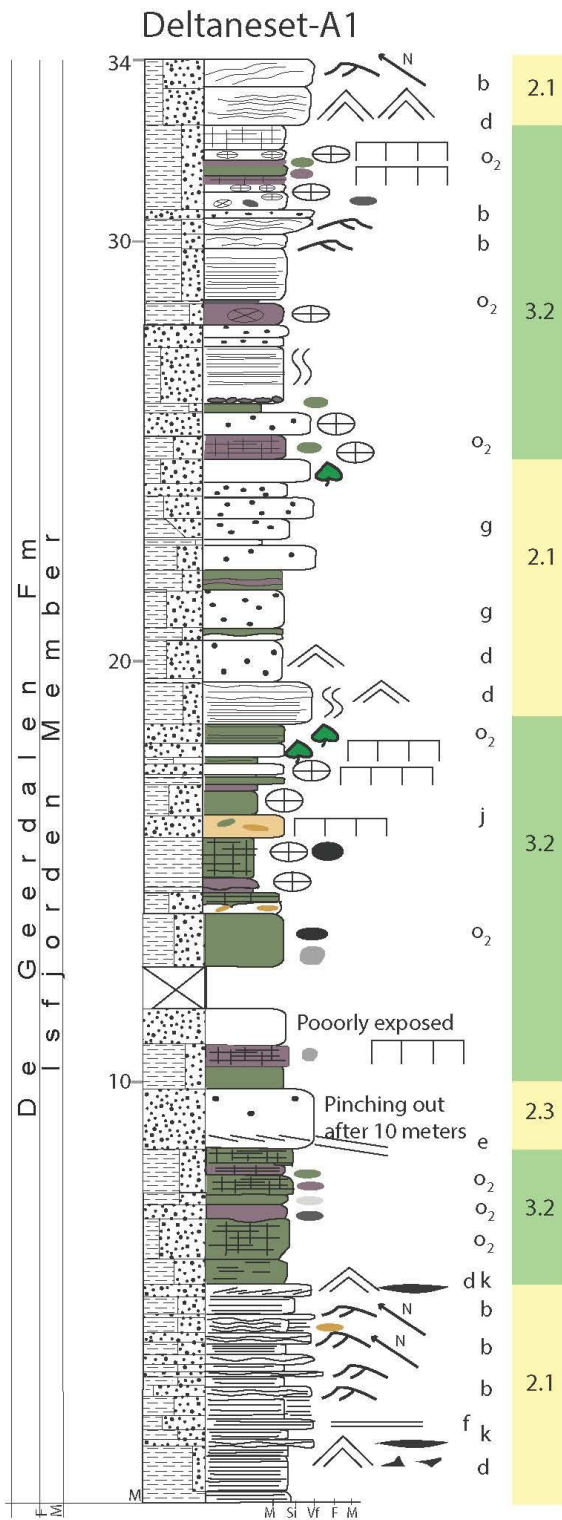 Deltaneset-A1
34
N
b
2.1
d
o2
b
30
b
o2
3.2
o2
g
2.1
g
20
d
d
o2
j
3.2
o2
Pooorly exposed
10
Pinching out
after 10 meters
2.3
e
o2
3.2
o2
o2
d k
N
b
N
b
b
2.1
f
k
d
De Geerdalen Fm
Isfjorden Member
M
F
M
M Si Vf F M